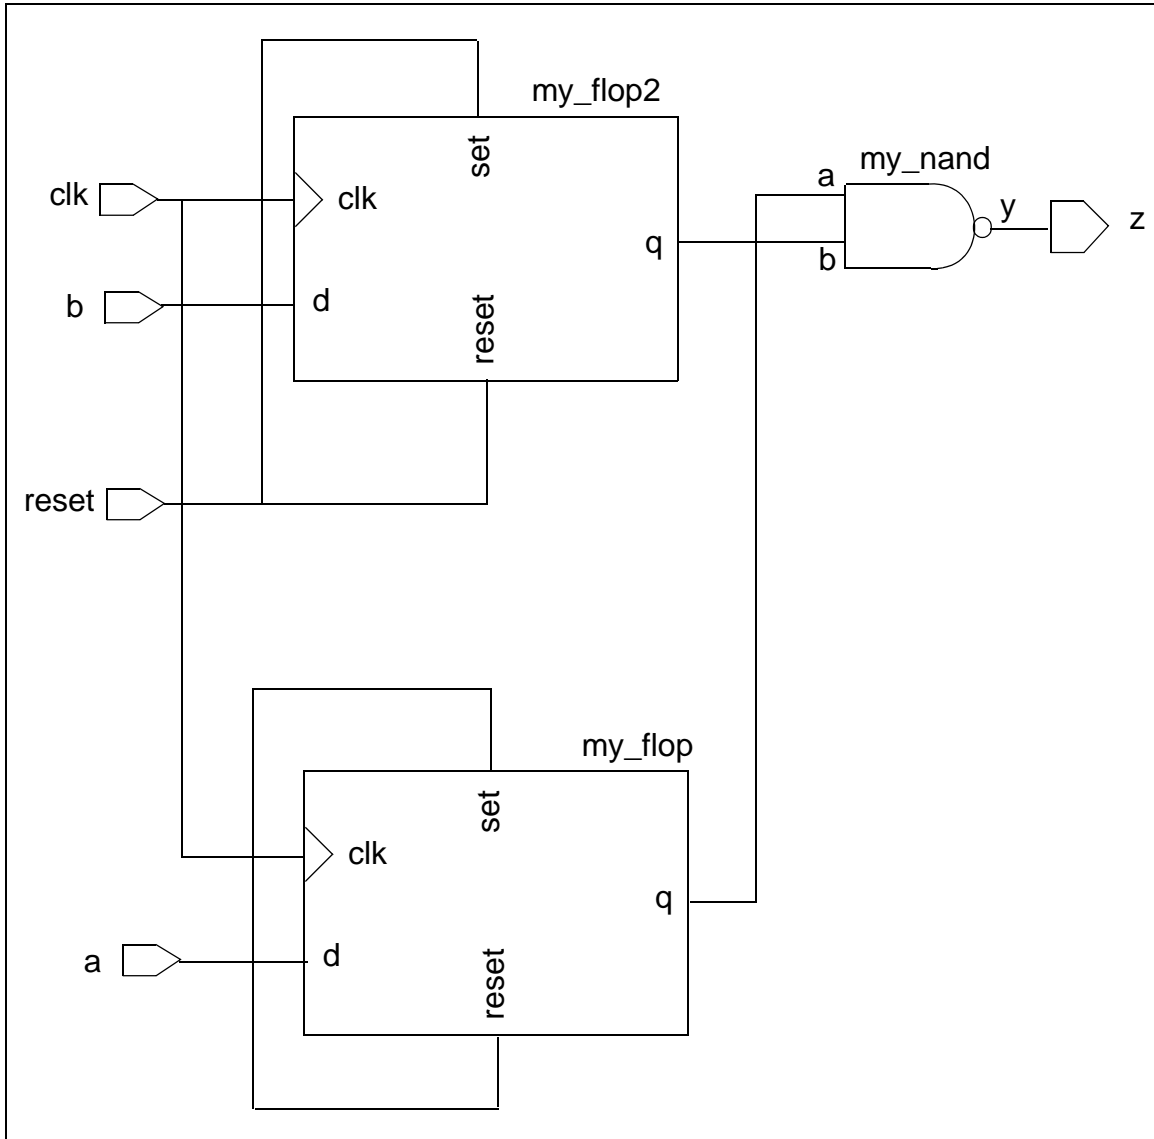 my_flop2
set
my_nand
a
clk
clk
y
z
q
b
b
d
reset
reset
my_flop
set
clk
q
a
d
reset